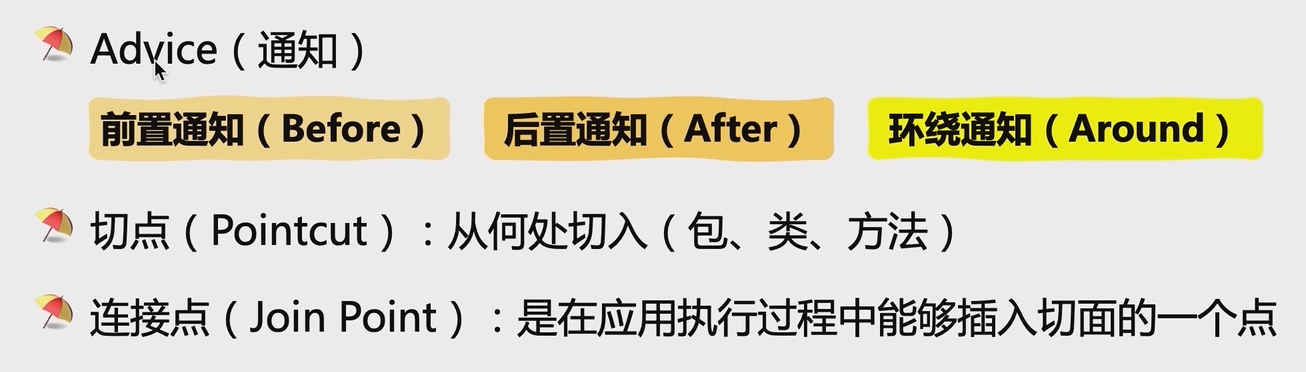 Advice（通知）
前置通知（Before） 后置通知（After） 环绕通知（Around）
切点（Pointcut）：从何处切入（包、类、方法）
连接点（Join Point）：是在应用执行过程中能够插入切面的一个点